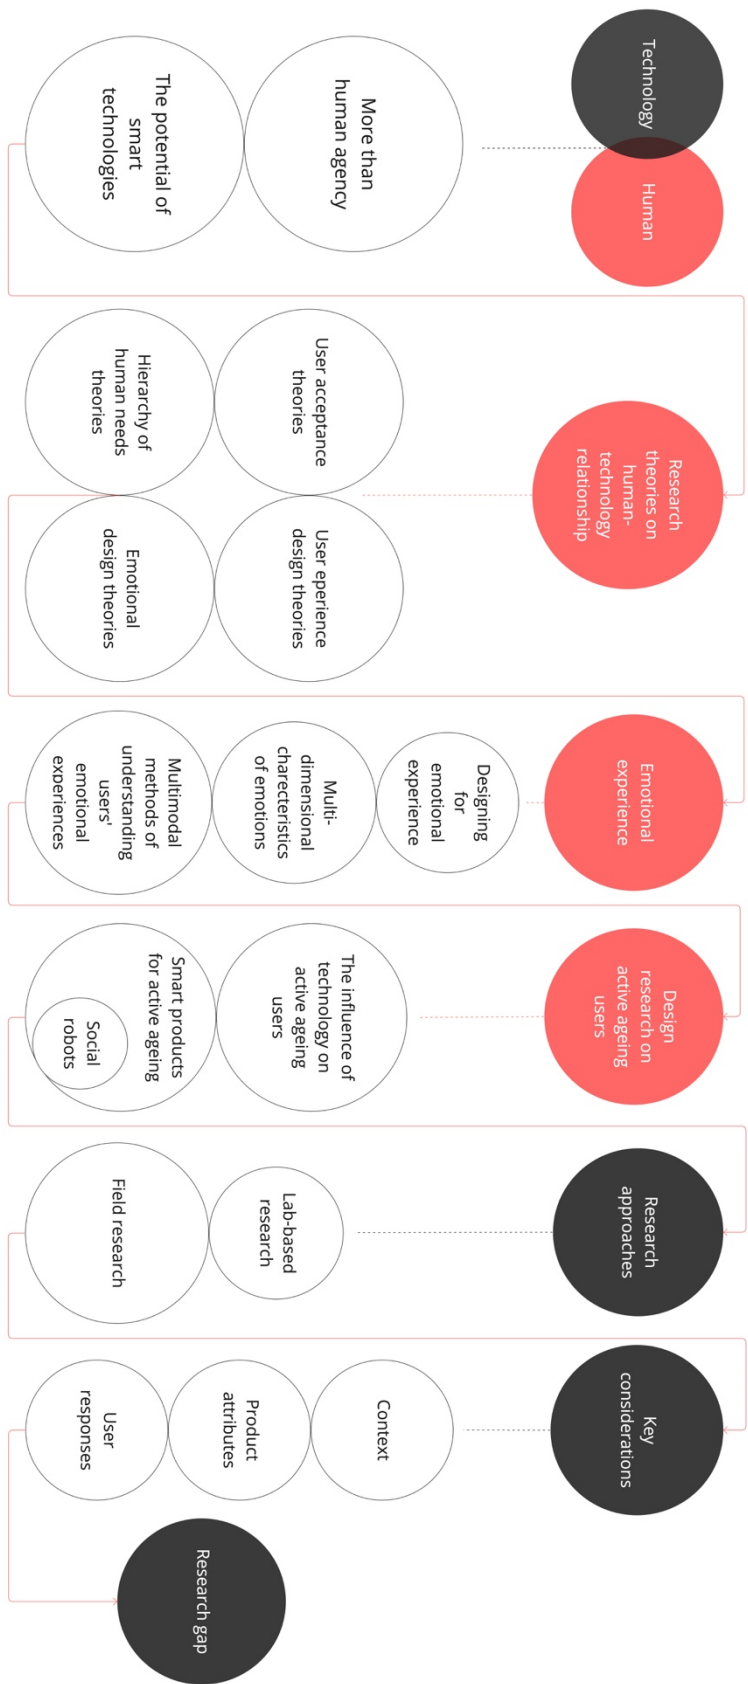 Technology
Human
More than
human agency
The potential of
smart
technologies
Research
theories on
human-
technology
relationship
User acceptance
theories
User eperience
design theories
Hierarchy of
human needs
theories
Emotional
design theories
Emotional
experience
Designing
for
emotional
experience
Multi-
dimensional
charecteristics
of emotions
Multimodal
methods of
understanding
users'
emotional
experiences
Design
research on
active ageing
users
The influence of
technology on
active ageing
users
Smart products
for active ageing
Social
robots
Research
approaches
Lab-based
research
Field research
Key
considerations
Context
Product
attributes
User
responses
Research gap